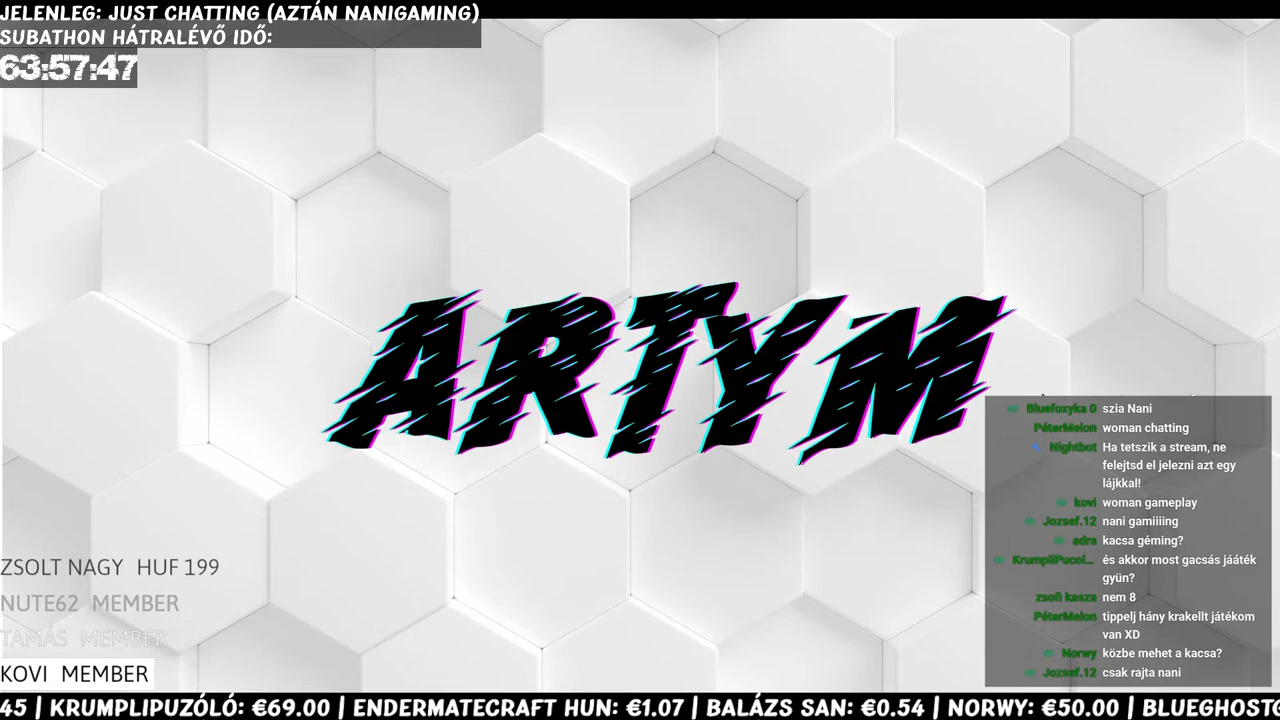 JELENLEG: JUST CHATTING (AZTÁN NANIGAMING)
SUBATHON HÁTRALÉVŐ IDŐ:
63:57:47
ARTYM
Bluefoxyka 0 szia Nani
PéterMelon woman chatting
Nightbot Ha tetszik a stream, ne
felejtsd el jelezni azt egy
lájkkal!
kovi woman gameplay
Jozsef.12 nani gamiiiing
adra kacsa géming?
KrumpliPucol... és akkor most gacsás jááték
gyün?
zsofi kasza nem 8
PéterMelon tippelj hány krakellt játékom
van XD
Norwy közbe mehet a kacsa?
Jozsef.12 csak rajta nani
ZSOLT NAGY HUF 199
NUTE62 MEMBER
TAMÁS MEMBER
KOVI MEMBER
45 | KRUMPLIPUZÓLÓ: €69.00 | ENDERMATECRAFT HUN: €1.07 | BALÁZS SAN: €0.54 | NORWY: €50.00 | BLUEGHOST